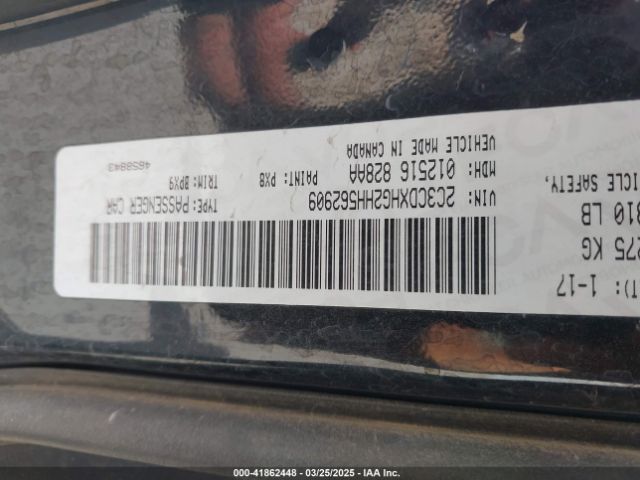 T): 1-17
275 KG
810 LB
ICLE SAFETY,
VIN: 2C3CDXHG2HH562909 TYPE: PASSENGER CAR
MDH: 012516 828AA PAINT: PX8 TRIM: BPX9
VEHICLE MADE IN CANADA 4658843
000-41862448 - 03/25/2025 - IAA Inc.